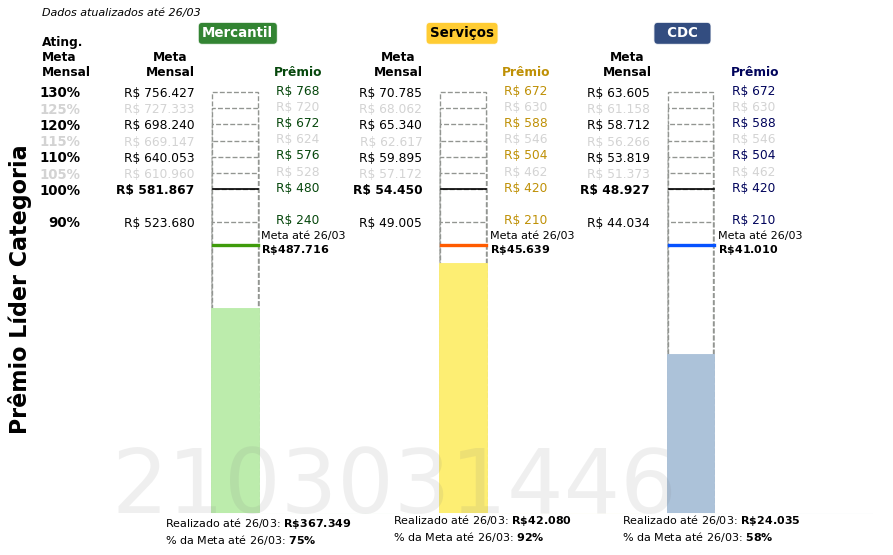 Dados atualizados até 26/03
Mercantil Serviços CDC
Ating. Meta Mensal
Meta Mensal Prêmio Meta Mensal Prêmio Meta Mensal Prêmio
130% R$ 756.427 R$ 768 R$ 70.785 R$ 672 R$ 63.605 R$ 672
125% R$ 727.333 R$ 720 R$ 68.062 R$ 630 R$ 61.158 R$ 630
120% R$ 698.240 R$ 672 R$ 65.340 R$ 588 R$ 58.712 R$ 588
115% R$ 669.147 R$ 624 R$ 62.617 R$ 546 R$ 56.266 R$ 546
110% R$ 640.053 R$ 576 R$ 59.895 R$ 504 R$ 53.819 R$ 504
105% R$ 610.960 R$ 528 R$ 57.172 R$ 462 R$ 51.373 R$ 462
100% R$ 581.867 R$ 480 R$ 54.450 R$ 420 R$ 48.927 R$ 420
90% R$ 523.680 R$ 240 R$ 49.005 R$ 210 R$ 44.034 R$ 210
Meta até 26/03 Meta até 26/03 Meta até 26/03
R$487.716 R$45.639 R$41.010
Prêmio Líder Categoria
2103031446
Realizado até 26/03: R$367.349 Realizado até 26/03: R$42.080 Realizado até 26/03: R$24.035
% da Meta até 26/03: 75% % da Meta até 26/03: 92% % da Meta até 26/03: 58%